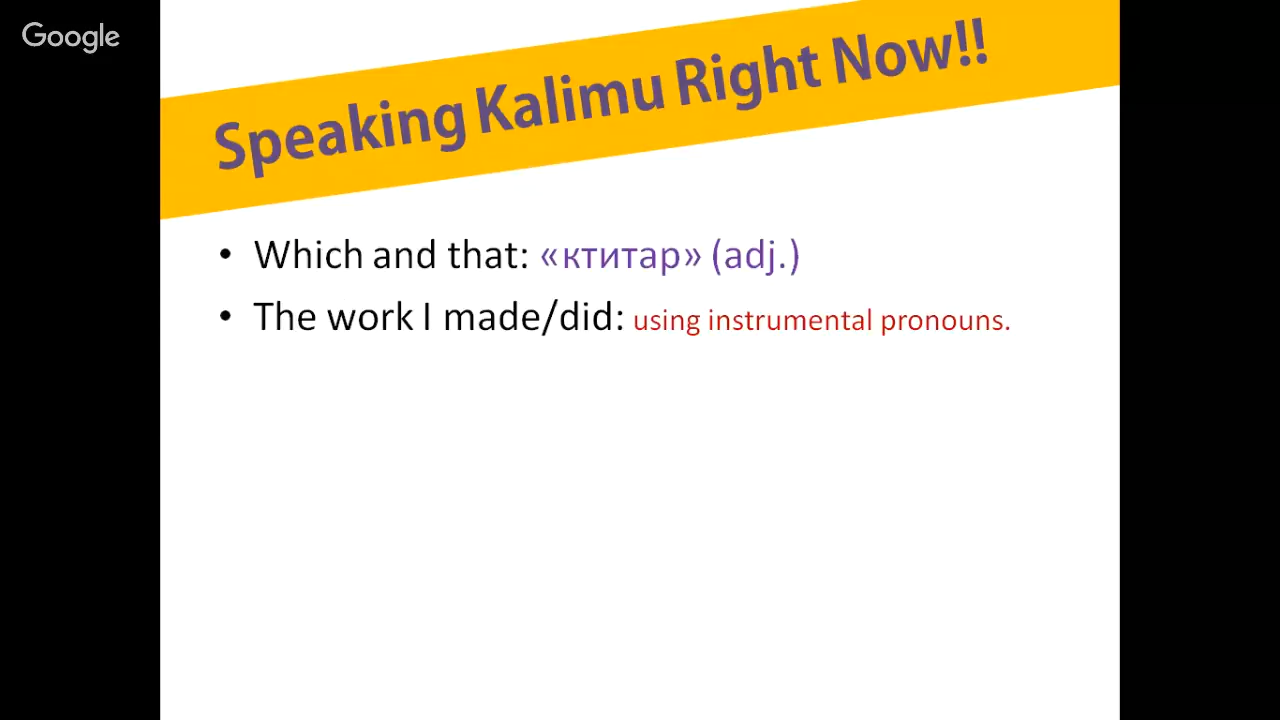 Google
Speaking Kalimu Right Now!!
• Which and that: «ктитар» (adj.)
• The work I made/did: using instrumental pronouns.